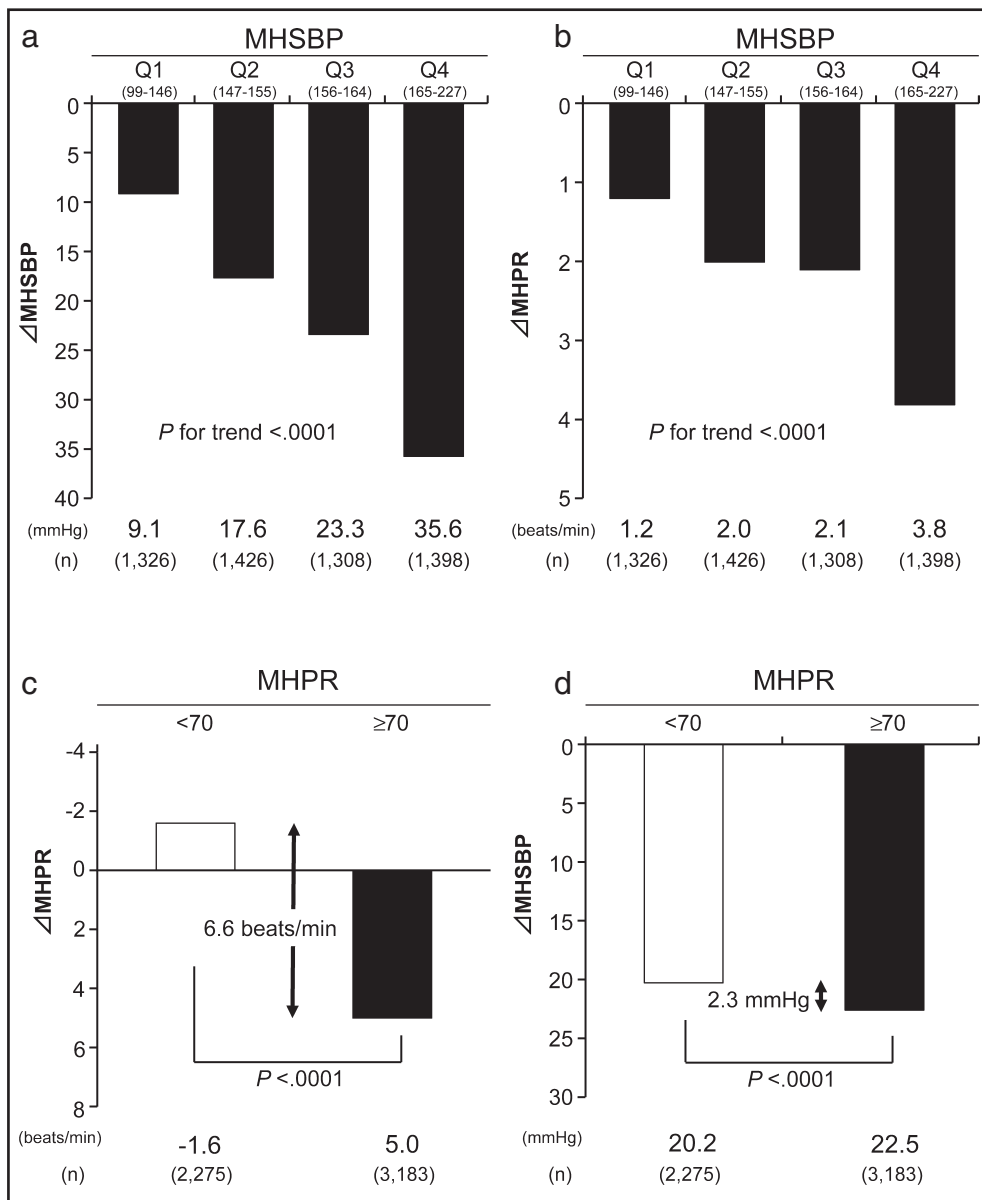 a
MHSBP
Q1 Q2 Q3 Q4
(99-146) (147-155) (156-164) (165-227)
0
5
10
15
20
25
30
35
40
⊿MHSBP
P for trend <.0001
(mmHg) 9.1 17.6 23.3 35.6
(n) (1,326) (1,426) (1,308) (1,398)
b
MHSBP
Q1 Q2 Q3 Q4
(99-146) (147-155) (156-164) (165-227)
0
1
2
3
4
5
⊿MHPR
P for trend <.0001
(beats/min) 1.2 2.0 2.1 3.8
(n) (1,326) (1,426) (1,308) (1,398)
c
MHPR
<70 ≥70
-4
-2
0
2
4
6
8
⊿MHPR
6.6 beats/min
P <.0001
(beats/min) -1.6 5.0
(n) (2,275) (3,183)
d
MHPR
<70 ≥70
0
5
10
15
20
25
30
⊿MHSBP
2.3 mmHg
P <.0001
(mmHg) 20.2 22.5
(n) (2,275) (3,183)